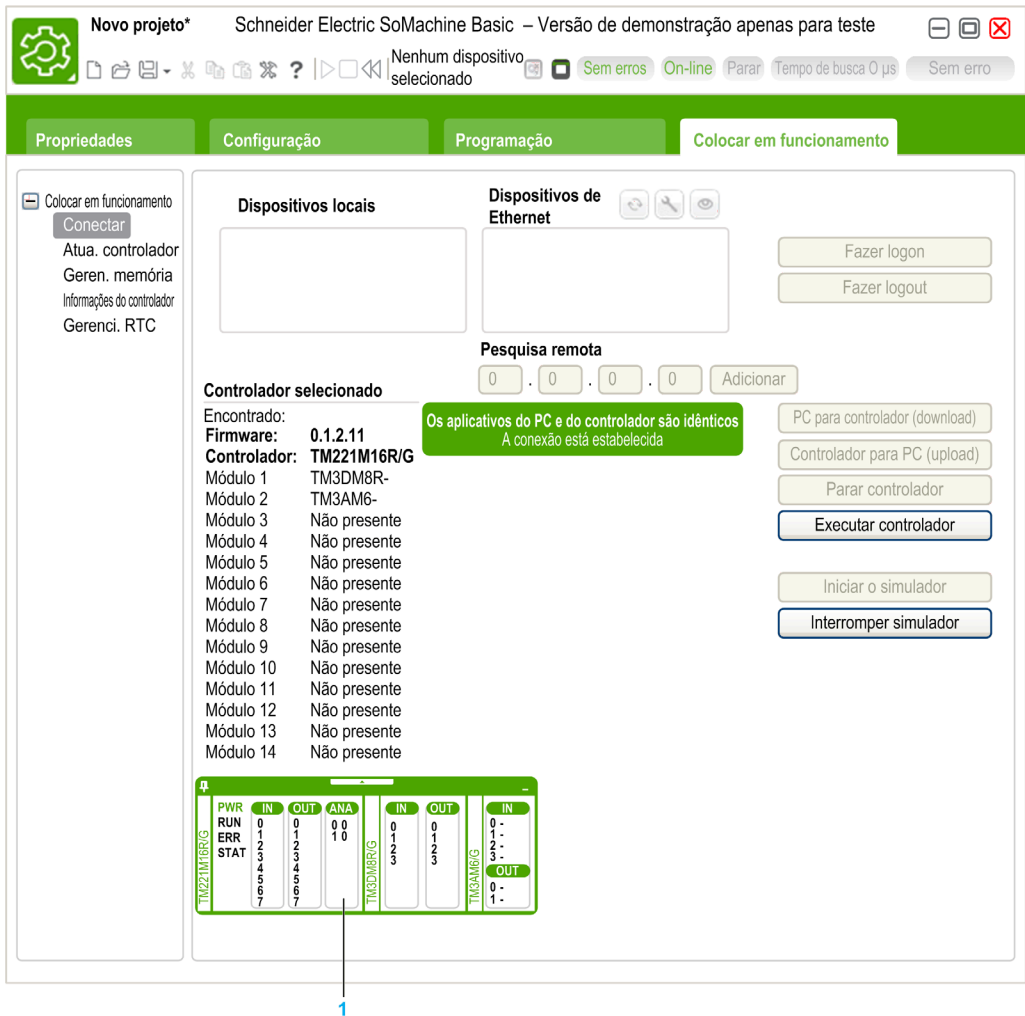 Novo projeto*
Schneider Electric SoMachine Basic – Versão de demonstração apenas para teste
Nenhum dispositivo
selecionado
Sem erros
On-line
Parar
Tempo de busca 0 µs
Sem erro
Propriedades
Configuração
Programação
Colocar em funcionamento
Colocar em funcionamento
Conectar
Atua. controlador
Geren. memória
Informações do controlador
Gerenci. RTC
Dispositivos locais
Dispositivos de
Ethernet
Fazer logon
Fazer logout
Pesquisa remota
0 . 0 . 0 . 0
Adicionar
Controlador selecionado
Encontrado:
Firmware: 0.1.2.11
Controlador: TM221M16R/G
Módulo 1 TM3DM8R-
Módulo 2 TM3AM6-
Módulo 3 Não presente
Módulo 4 Não presente
Módulo 5 Não presente
Módulo 6 Não presente
Módulo 7 Não presente
Módulo 8 Não presente
Módulo 9 Não presente
Módulo 10 Não presente
Módulo 11 Não presente
Módulo 12 Não presente
Módulo 13 Não presente
Módulo 14 Não presente
Os aplicativos do PC e do controlador são idênticos
A conexão está estabelecida
PC para controlador (download)
Controlador para PC (upload)
Parar controlador
Executar controlador
Iniciar o simulador
Interromper simulador
TM221M16R/G
PWR
RUN
ERR
STAT
IN
0
1
2
3
4
5
6
7
OUT
0
1
2
3
4
5
6
7
ANA
0 0
1 0
TM3DM8R/G
IN
0
1
2
3
OUT
0
1
2
3
TM3AM6/G
IN
0 -
1 -
2 -
3 -
OUT
0 -
1 -
1